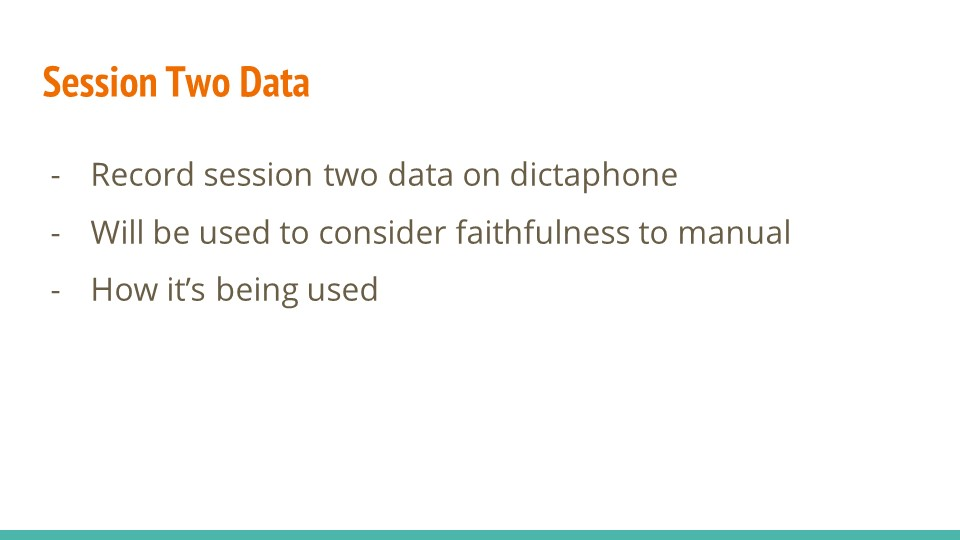 Session Two Data
- Record session two data on dictaphone
- Will be used to consider faithfulness to manual
- How it’s being used